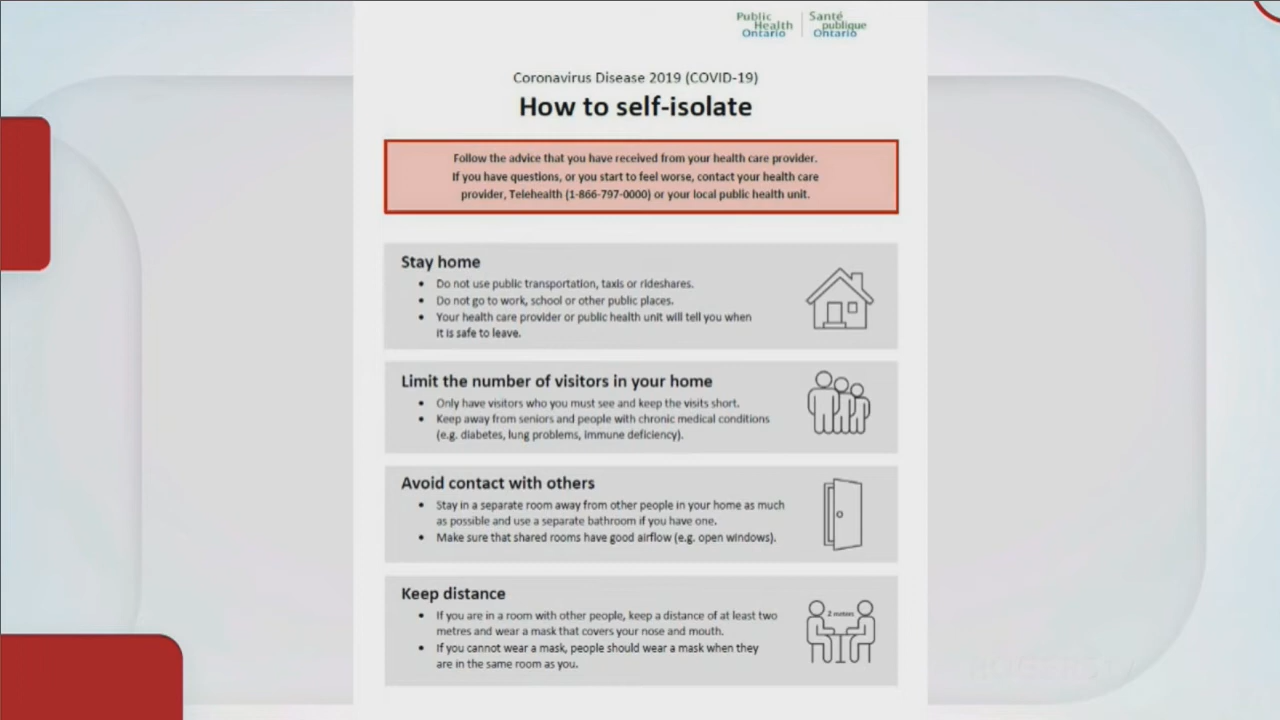 Public Health Ontario
Santé publique Ontario
Coronavirus Disease 2019 (COVID-19)
How to self-isolate
Follow the advice that you have received from your health care provider.
If you have questions, or you start to feel worse, contact your health care
provider, Telehealth (1-866-797-0000) or your local public health unit.
Stay home
• Do not use public transportation, taxis or rideshares.
• Do not go to work, school or other public places.
• Your health care provider or public health unit will tell you when
it is safe to leave.
Limit the number of visitors in your home
• Only have visitors who you must see and keep the visits short.
• Keep away from seniors and people with chronic medical conditions
(e.g. diabetes, lung problems, immune deficiency).
Avoid contact with others
• Stay in a separate room away from other people in your home as much
as possible and use a separate bathroom if you have one.
• Make sure that shared rooms have good airflow (e.g. open windows).
Keep distance
• If you are in a room with other people, keep a distance of at least two
metres and wear a mask that covers your nose and mouth.
2 metres
• If you cannot wear a mask, people should wear a mask when they
are in the same room as you.
ROGERS TV